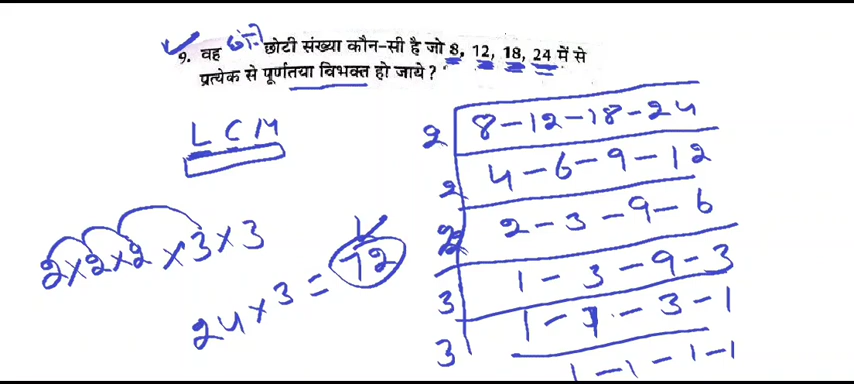 9. वह छोटी संख्या कौन-सी है जो 8, 12, 18, 24 में से
प्रत्येक से पूर्णतया विभक्त हो जाये ?
LCM
2 8-12-18-24
2 4-6-9-12
2 2-3-9-6
3 1-3-9-3
3 1-1-3-1
1-1-1-1
2×2×2×3×3
24×3=72